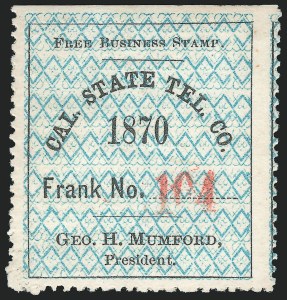 FREE BUSINESS STAMP
CAL. STATE TEL. CO.
1870
Frank No. 104
GEO. H. MUMFORD,
President.